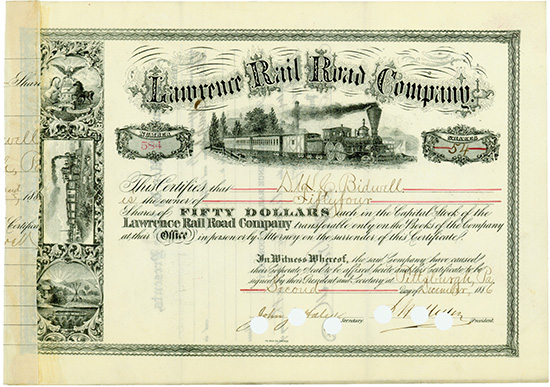 Lawrence Rail Road Company
NUMBER
584
SHARES
54
This Certifies that D W C Bidwell
is the owner of Fiftyfour
Shares of FIFTY DOLLARS each in the Capital Stock of the
Lawrence Rail Road Company transferable only on the Books of the Company
at their Office in person or by Attorney on the surrender of this Certificate.
In Witness Whereof, the said Company have caused
their Corporate Seal to be affixed hereto and this Certificate to be
signed by their President and Secretary at Pittsburgh, Pa.
Second day of December, 1886
Secretary.
President.